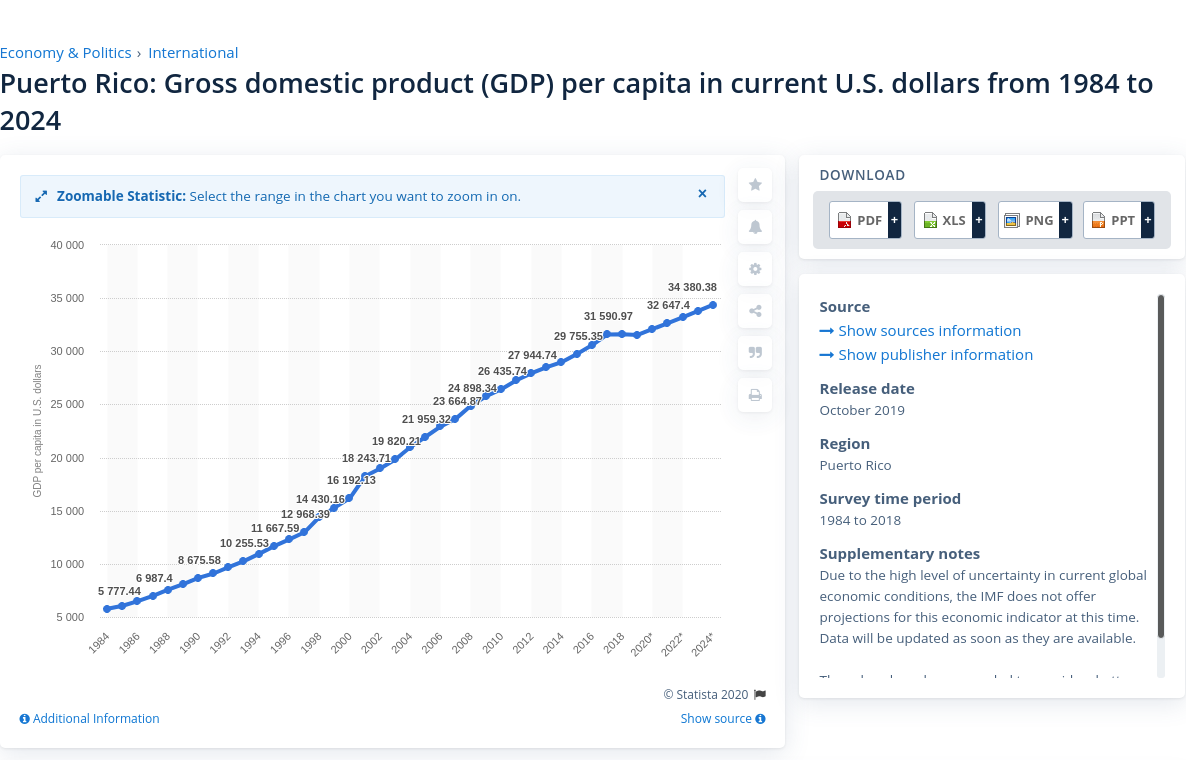 Economy & Politics › International
Puerto Rico: Gross domestic product (GDP) per capita in current U.S. dollars from 1984 to
2024
Zoomable Statistic: Select the range in the chart you want to zoom in on.
×
40 000
35 000
30 000
25 000
20 000
15 000
10 000
5 000
GDP per capita in U.S. dollars
5 777.44
6 987.4
8 675.58
10 255.53
11 667.59
12 968.39
14 430.16
16 192.13
18 243.71
19 820.21
21 959.32
23 664.87
24 898.34
26 435.74
27 944.74
29 755.35
31 590.97
32 647.4
34 380.38
1984
1986
1988
1990
1992
1994
1996
1998
2000
2002
2004
2006
2008
2010
2012
2014
2016
2018
2020*
2022*
2024*
© Statista 2020
Additional Information
Show source
DOWNLOAD
PDF +
XLS +
PNG +
PPT +
Source
Show sources information
Show publisher information
Release date
October 2019
Region
Puerto Rico
Survey time period
1984 to 2018
Supplementary notes
Due to the high level of uncertainty in current global
economic conditions, the IMF does not offer
projections for this economic indicator at this time.
Data will be updated as soon as they are available.